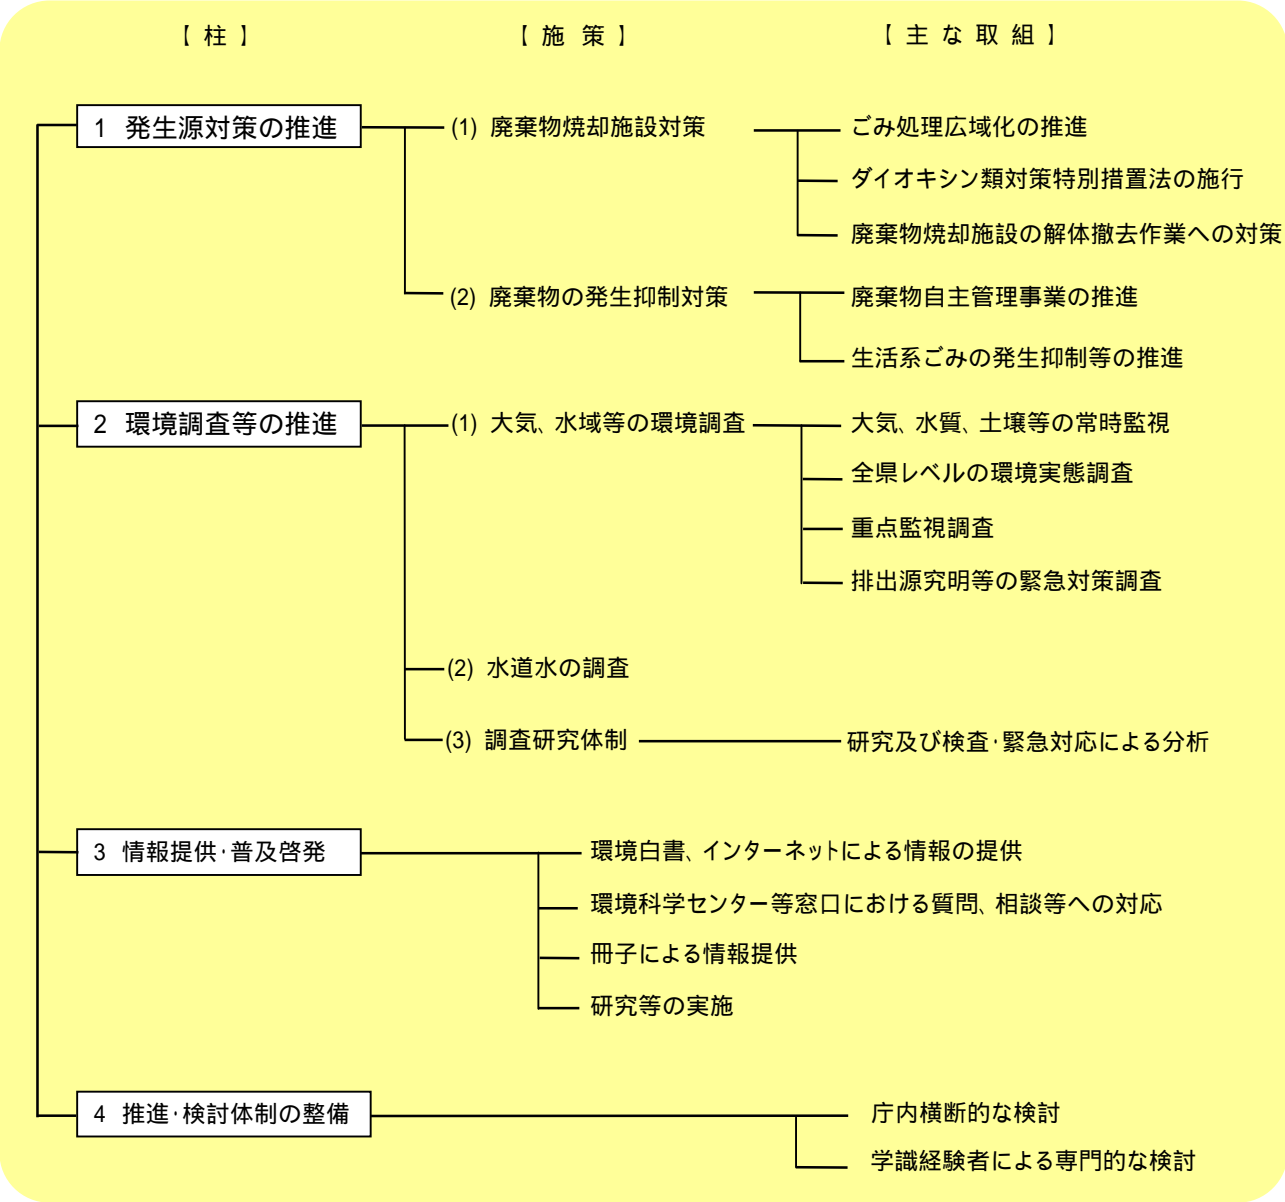 【 柱 】 【 施 策 】 【 主 な 取 組 】
1 発生源対策の推進 (1) 廃棄物焼却施設対策 ごみ処理広域化の推進
ダイオキシン類対策特別措置法の施行
廃棄物焼却施設の解体撤去作業への対策
(2) 廃棄物の発生抑制対策 廃棄物自主管理事業の推進
生活系ごみの発生抑制等の推進
2 環境調査等の推進 (1) 大気、水域等の環境調査 大気、水質、土壌等の常時監視
全県レベルの環境実態調査
重点監視調査
排出源究明等の緊急対策調査
(2) 水道水の調査
(3) 調査研究体制 研究及び検査・緊急対応による分析
3 情報提供・普及啓発 環境白書、インターネットによる情報の提供
環境科学センター等窓口における質問、相談等への対応
冊子による情報提供
研究等の実施
4 推進・検討体制の整備 庁内横断的な検討
学識経験者による専門的な検討